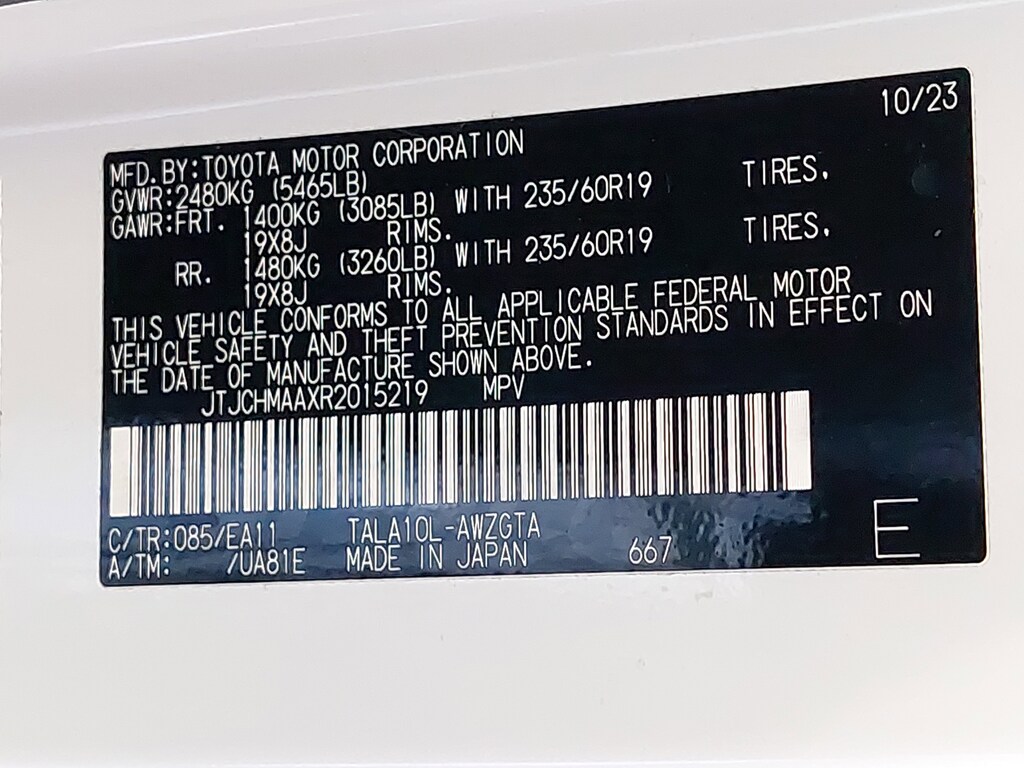 10/23
MFD.BY:TOYOTA MOTOR CORPORATION
GVWR:2480KG (5465LB)
GAWR:FRT. 1400KG (3085LB) WITH 235/60R19 TIRES.
19X8J RIMS.
RR. 1480KG (3260LB) WITH 235/60R19 TIRES.
19X8J RIMS.
THIS VEHICLE CONFORMS TO ALL APPLICABLE FEDERAL MOTOR
VEHICLE SAFETY AND THEFT PREVENTION STANDARDS IN EFFECT ON
THE DATE OF MANUFACTURE SHOWN ABOVE.
JTJCHMAAXR2015219 MPV
C/TR:085/EA11 TALA10L-AWZGTA
A/TM: /UA81E MADE IN JAPAN 667 E